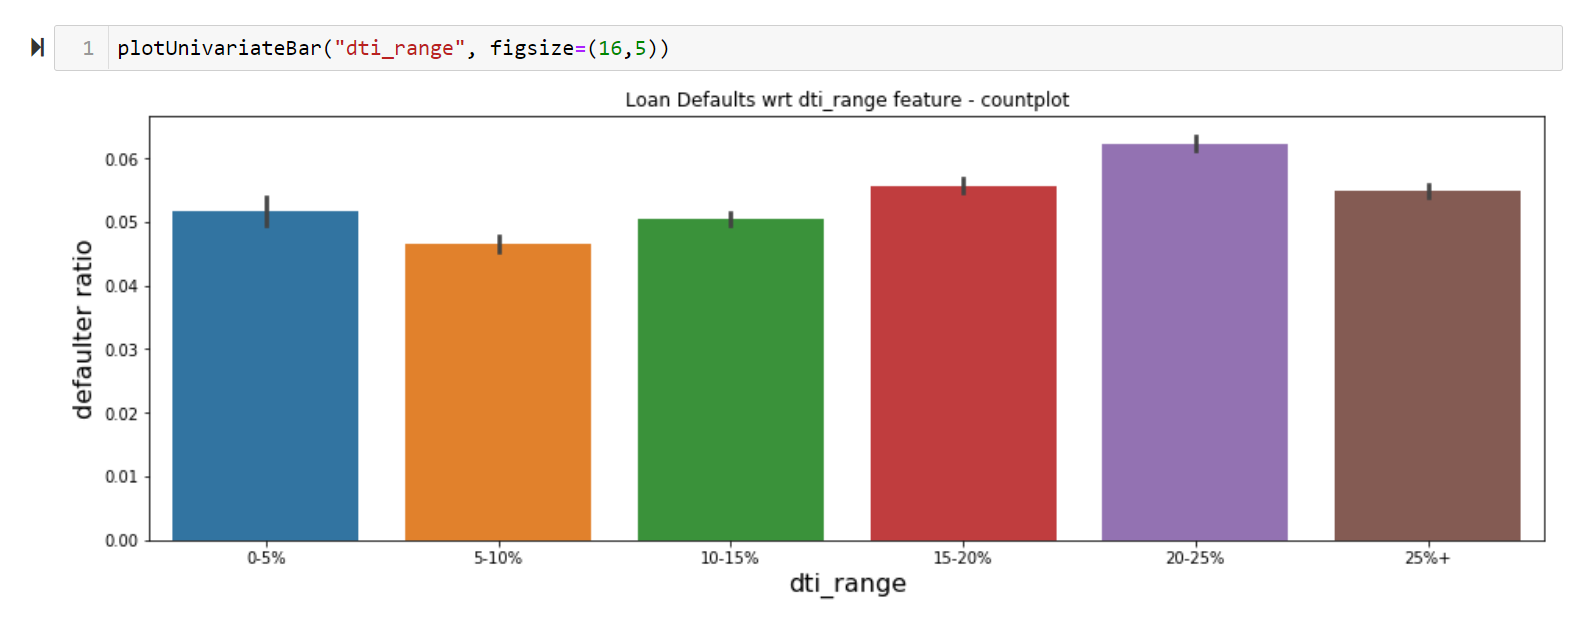 1 plotUnivariateBar("dti_range", figsize=(16,5))
Loan Defaults wrt dti_range feature - countplot
defaulter ratio
0.06
0.05
0.04
0.03
0.02
0.01
0.00
0-5% 5-10% 10-15% 15-20% 20-25% 25%+
dti_range